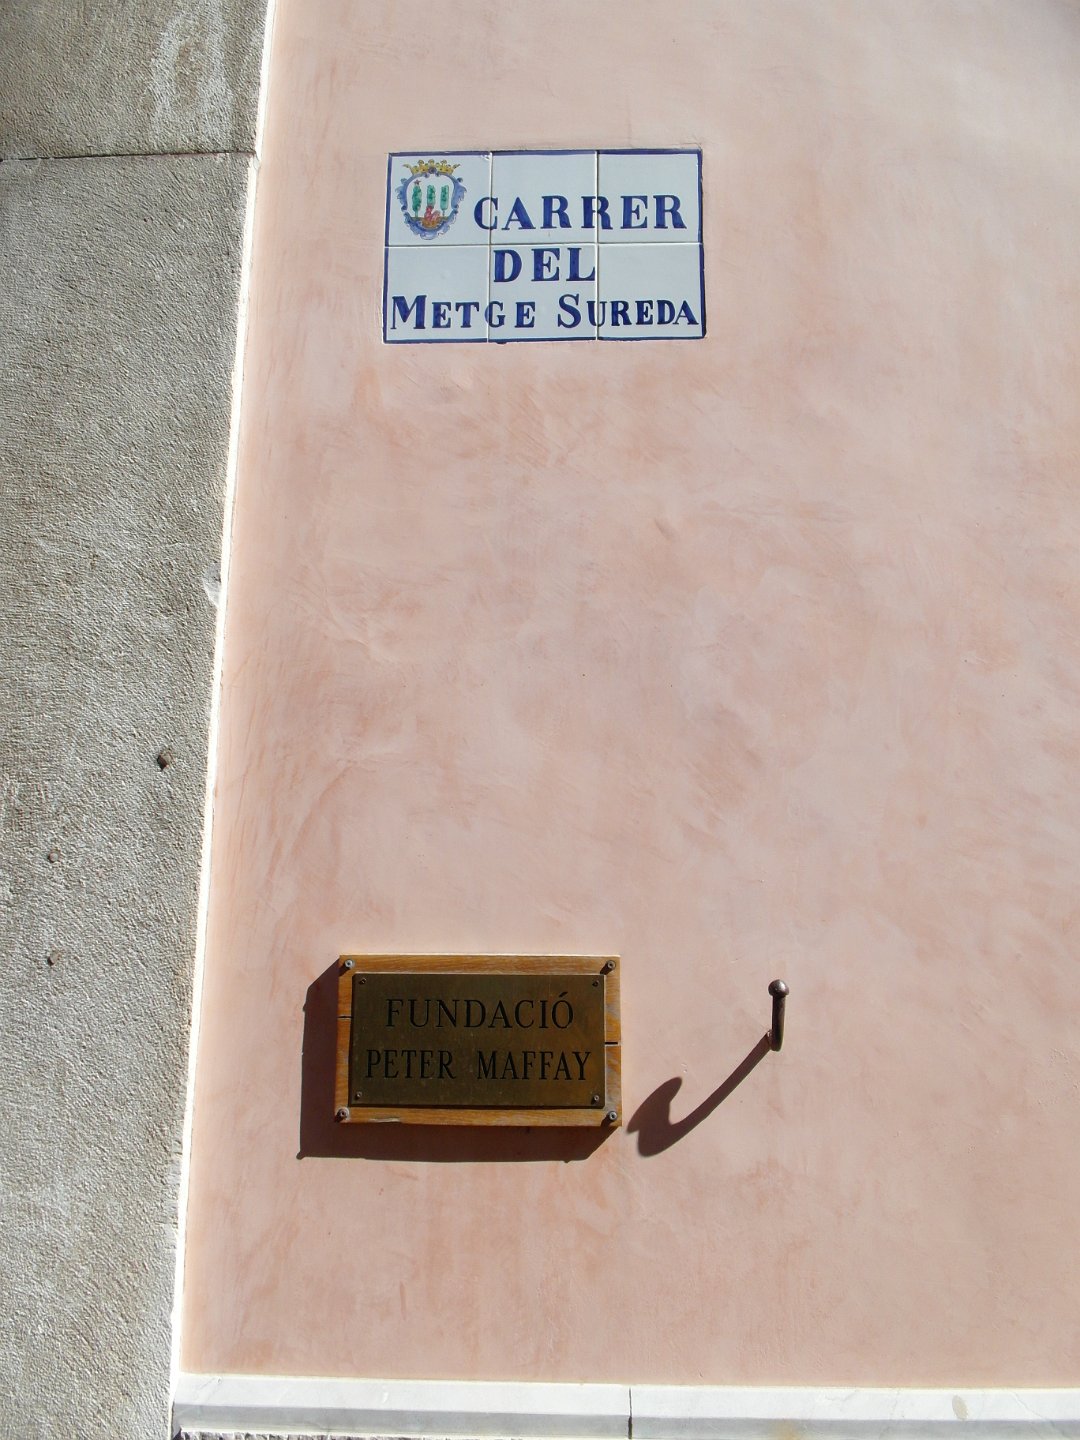 CARRER
DEL
METGE SUREDA
FUNDACIÓ
PETER MAFFAY